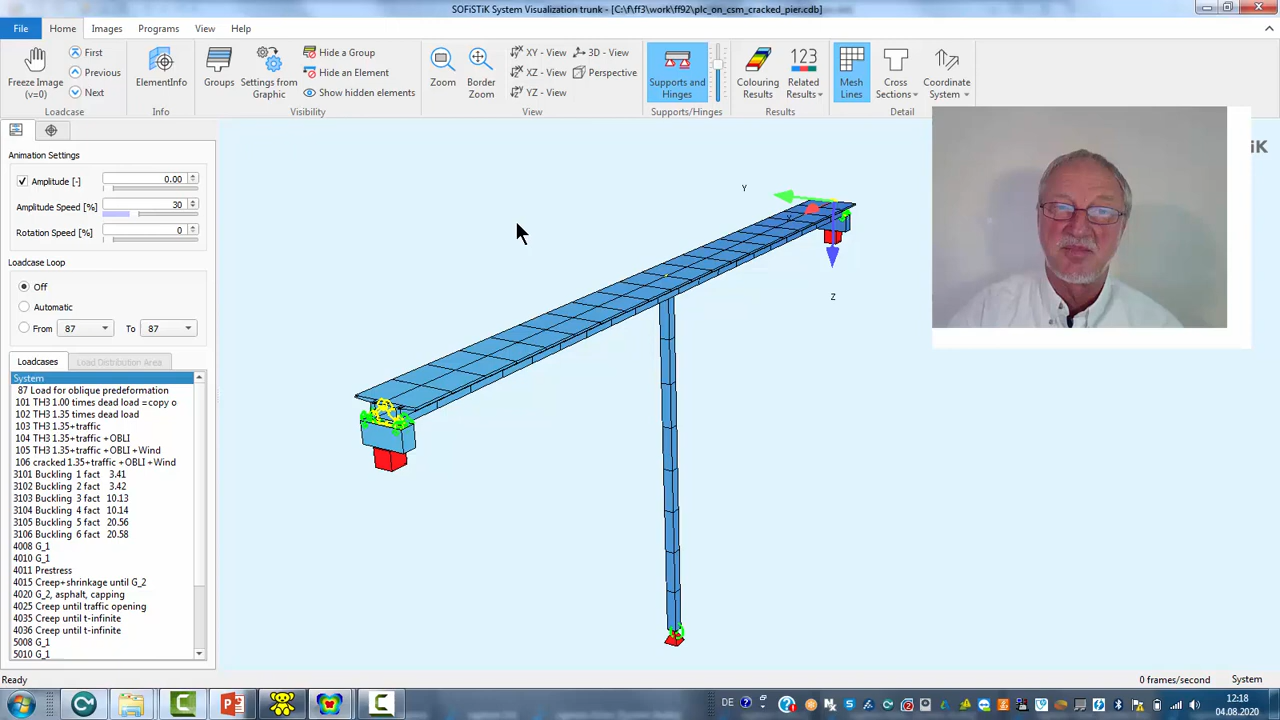 SOFiSTiK System Visualization trunk - [C:\f\ff3\work\ff92\plc_on_csm_cracked_pier.cdb]
File Home Images Programs View Help
Freeze Image (v=0)
First
Previous
Next
Loadcase
ElementInfo
Info
Groups
Settings from Graphic
Hide a Group
Hide an Element
Show hidden elements
Visibility
Zoom
Border Zoom
XY - View
XZ - View
YZ - View
3D - View
Perspective
View
Supports and Hinges
Supports/Hinges
Colouring Results
123
Related Results
Results
Mesh Lines
Cross Sections
Coordinate System
Detail
Animation Settings
Amplitude [-] 0.00
Amplitude Speed [%] 30
Rotation Speed [%] 0
Loadcase Loop
Off
Automatic
From 87 To 87
Loadcases Load Distribution Area
System
87 Load for oblique predeformation
101 TH3 1.00 times dead load =copy o
102 TH3 1.35 times dead load
103 TH3 1.35+traffic
104 TH3 1.35+traffic +OBLI
105 TH3 1.35+traffic +OBLI +Wind
106 cracked 1.35+traffic +OBLI +Wind
3101 Buckling 1 fact 3.41
3102 Buckling 2 fact 3.42
3103 Buckling 3 fact 10.13
3104 Buckling 4 fact 10.14
3105 Buckling 5 fact 20.56
3106 Buckling 6 fact 20.58
4008 G_1
4010 G_1
4011 Prestress
4015 Creep+shrinkage until G_2
4020 G_2, asphalt, capping
4025 Creep until traffic opening
4035 Creep until t-infinite
4036 Creep until t-infinite
5008 G_1
5010 G_1
Y
Z
iK
Ready
0 frames/second System
DE
12:18
04.08.2020